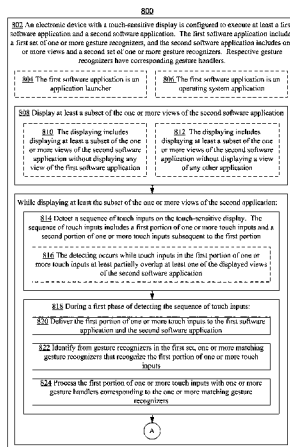 800
802 An electronic device with a touch-sensitive display is configured to execute at least a first
software application and a second software application. The first software application includes
a first set of one or more gesture recognizers, and the second software application includes one
or more views and a second set of one or more gesture recognizers. Respective gesture
recognizers have corresponding gesture handlers.
804 The first software application is an
application launcher
806 The first software application is an
operating system application
808 Display at least a subset of the one or more views of the second software application
810 The displaying includes
displaying at least a subset of the one
or more views of the second software
application without displaying any
view of the first software application
812 The displaying includes
displaying at least a subset of the one
or more views of the second software
application without displaying a view
of any other application
While displaying at least the subset of the one or more views of the second application:
814 Detect a sequence of touch inputs on the touch-sensitive display. The
sequence of touch inputs includes a first portion of one or more touch inputs and a
second portion of one or more touch inputs subsequent to the first portion
816 The detecting occurs while touch inputs in the first portion of one or
more touch inputs at least partially overlap at least one of the displayed views
of the second software application
818 During a first phase of detecting the sequence of touch inputs:
820 Deliver the first portion of one or more touch inputs to the first software
application and the second software application
822 Identify from gesture recognizers in the first set, one or more matching
gesture recognizers that recognize the first portion of one or more touch
inputs
824 Process the first portion of one or more touch inputs with one or more
gesture handlers corresponding to the one or more matching gesture
recognizers
A